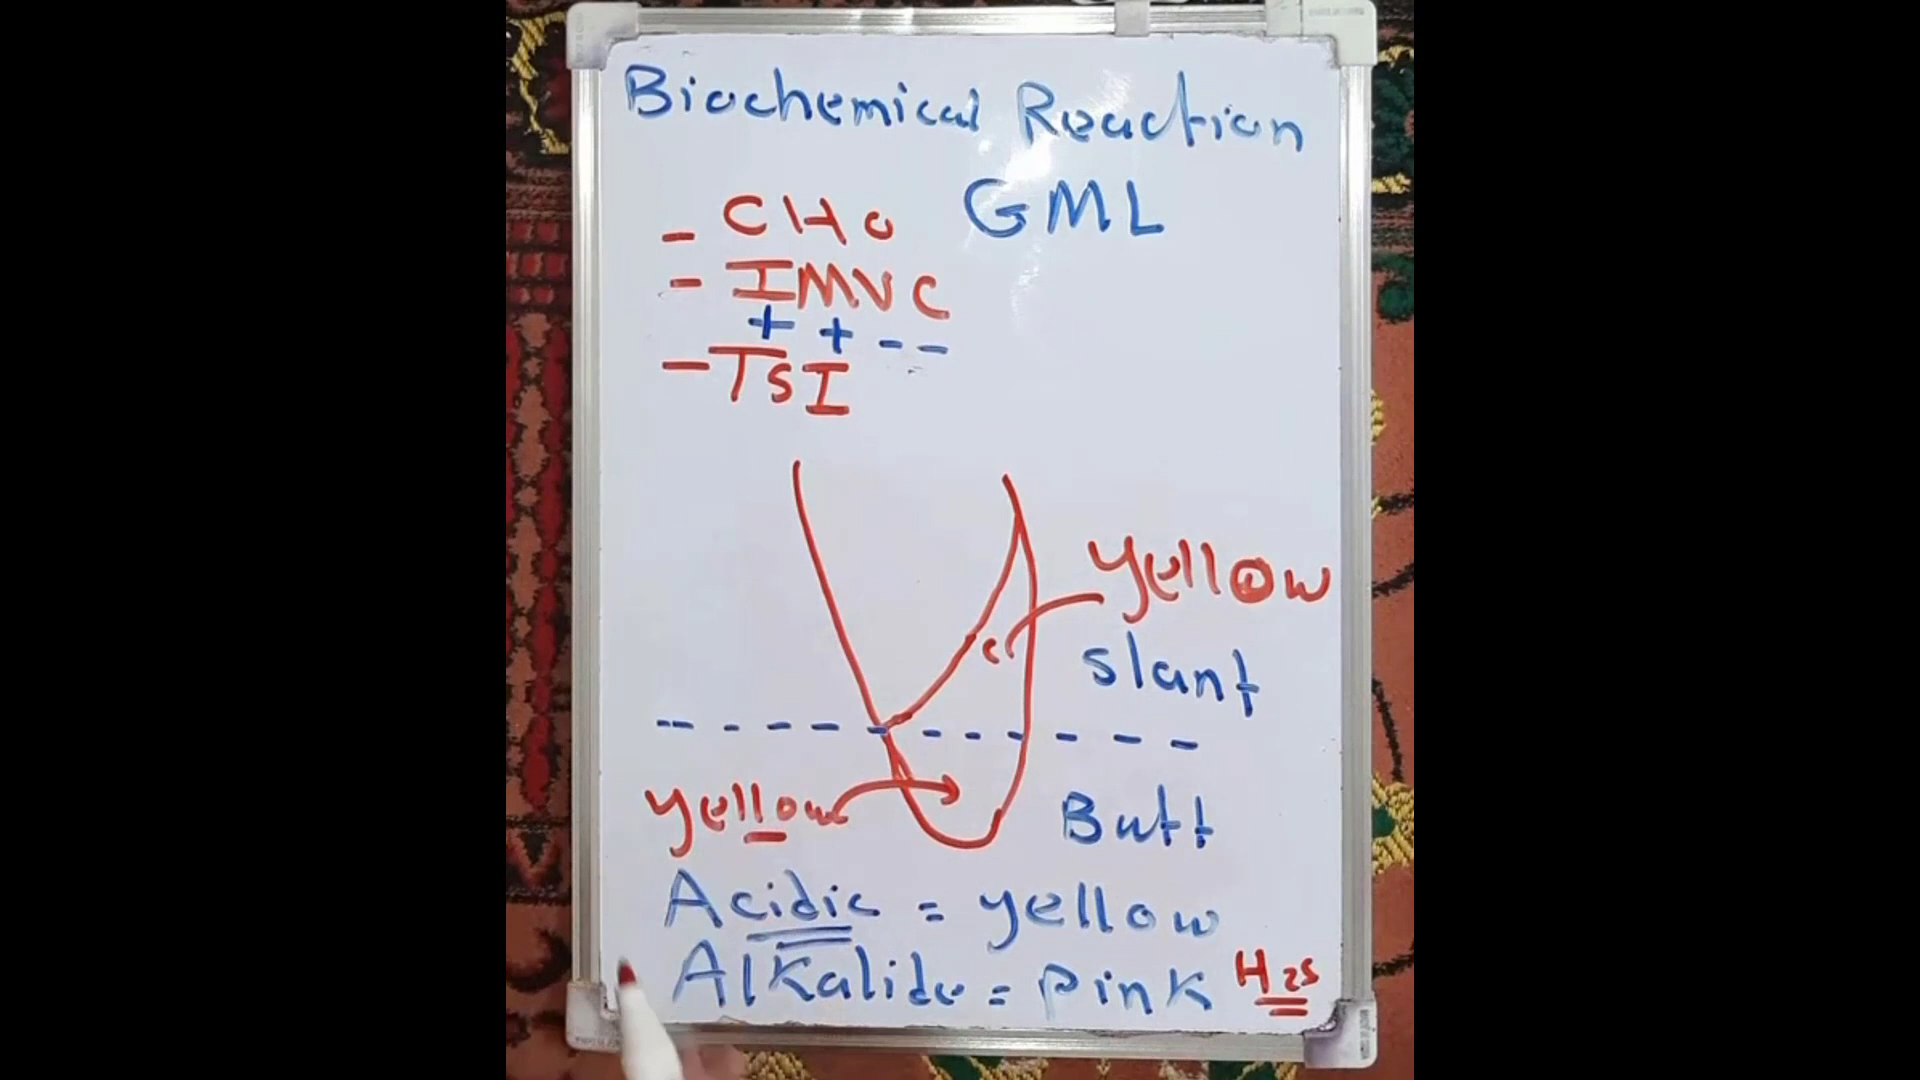 Biochemical Reaction
- CHO GML
- IMVC
+ + - -
- TSI
yellow
slant
yellow
Butt
Acidic = yellow
Alkalide = Pink H2S